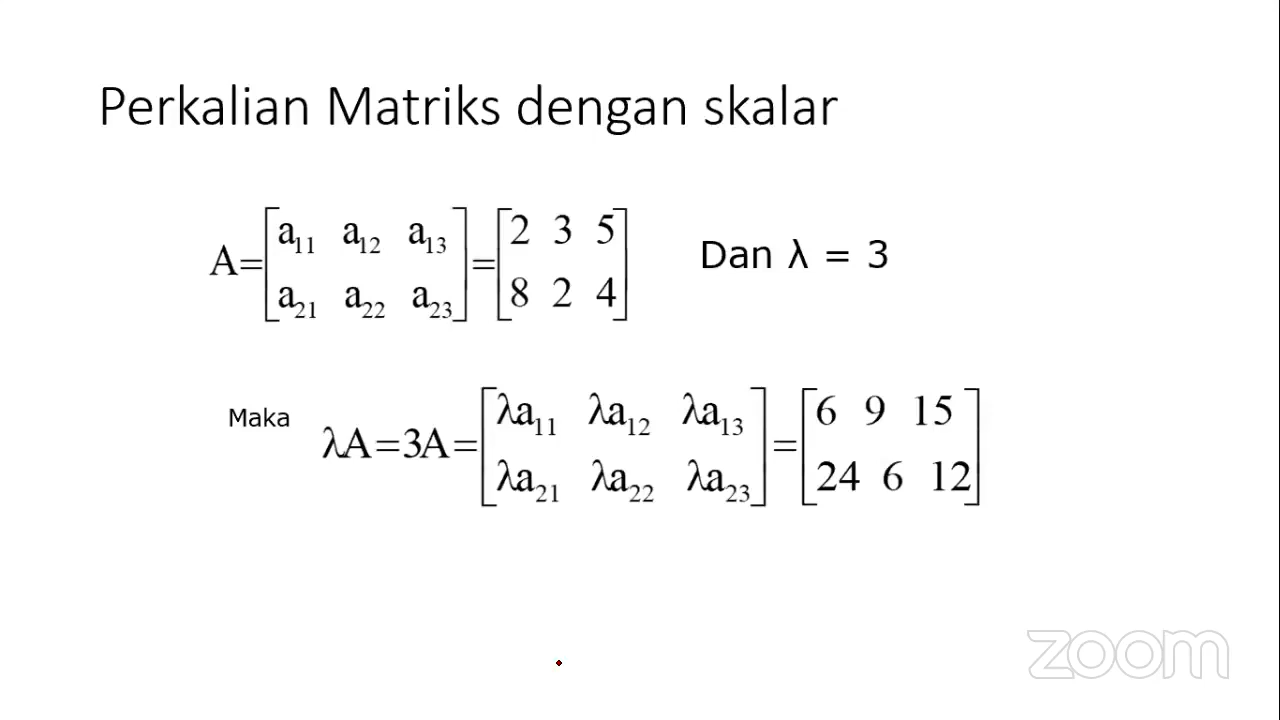 Perkalian Matriks dengan skalar
A=[a₁₁ a₁₂ a₁₃
a₂₁ a₂₂ a₂₃]=[2 3 5
8 2 4] Dan λ = 3
Maka λA=3A=[λa₁₁ λa₁₂ λa₁₃
λa₂₁ λa₂₂ λa₂₃]=[6 9 15
24 6 12]
zoom